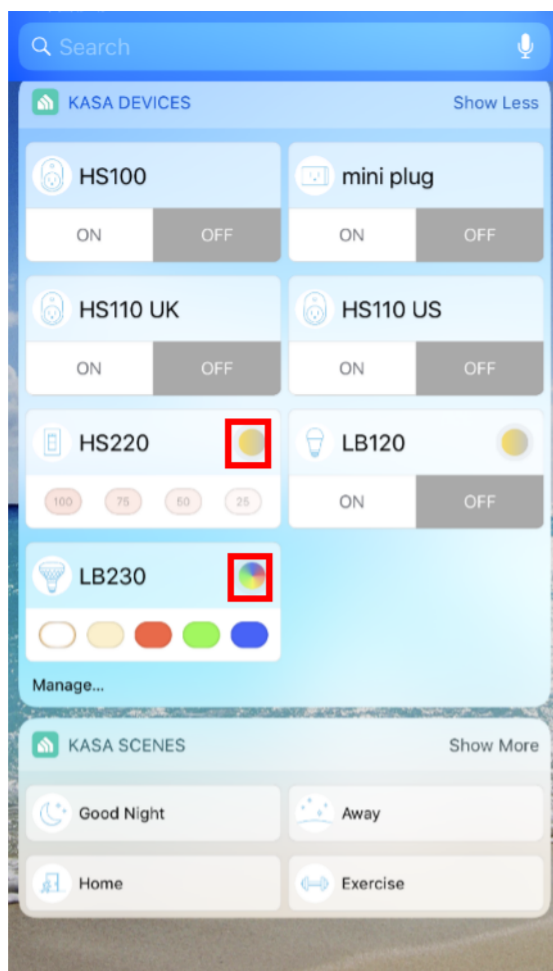 Search
KASA DEVICES Show Less
HS100 mini plug
ON OFF ON OFF
HS110 UK HS110 US
ON OFF ON OFF
HS220 LB120
100 75 50 25 ON OFF
LB230
Manage...
KASA SCENES Show More
Good Night Away
Home Exercise